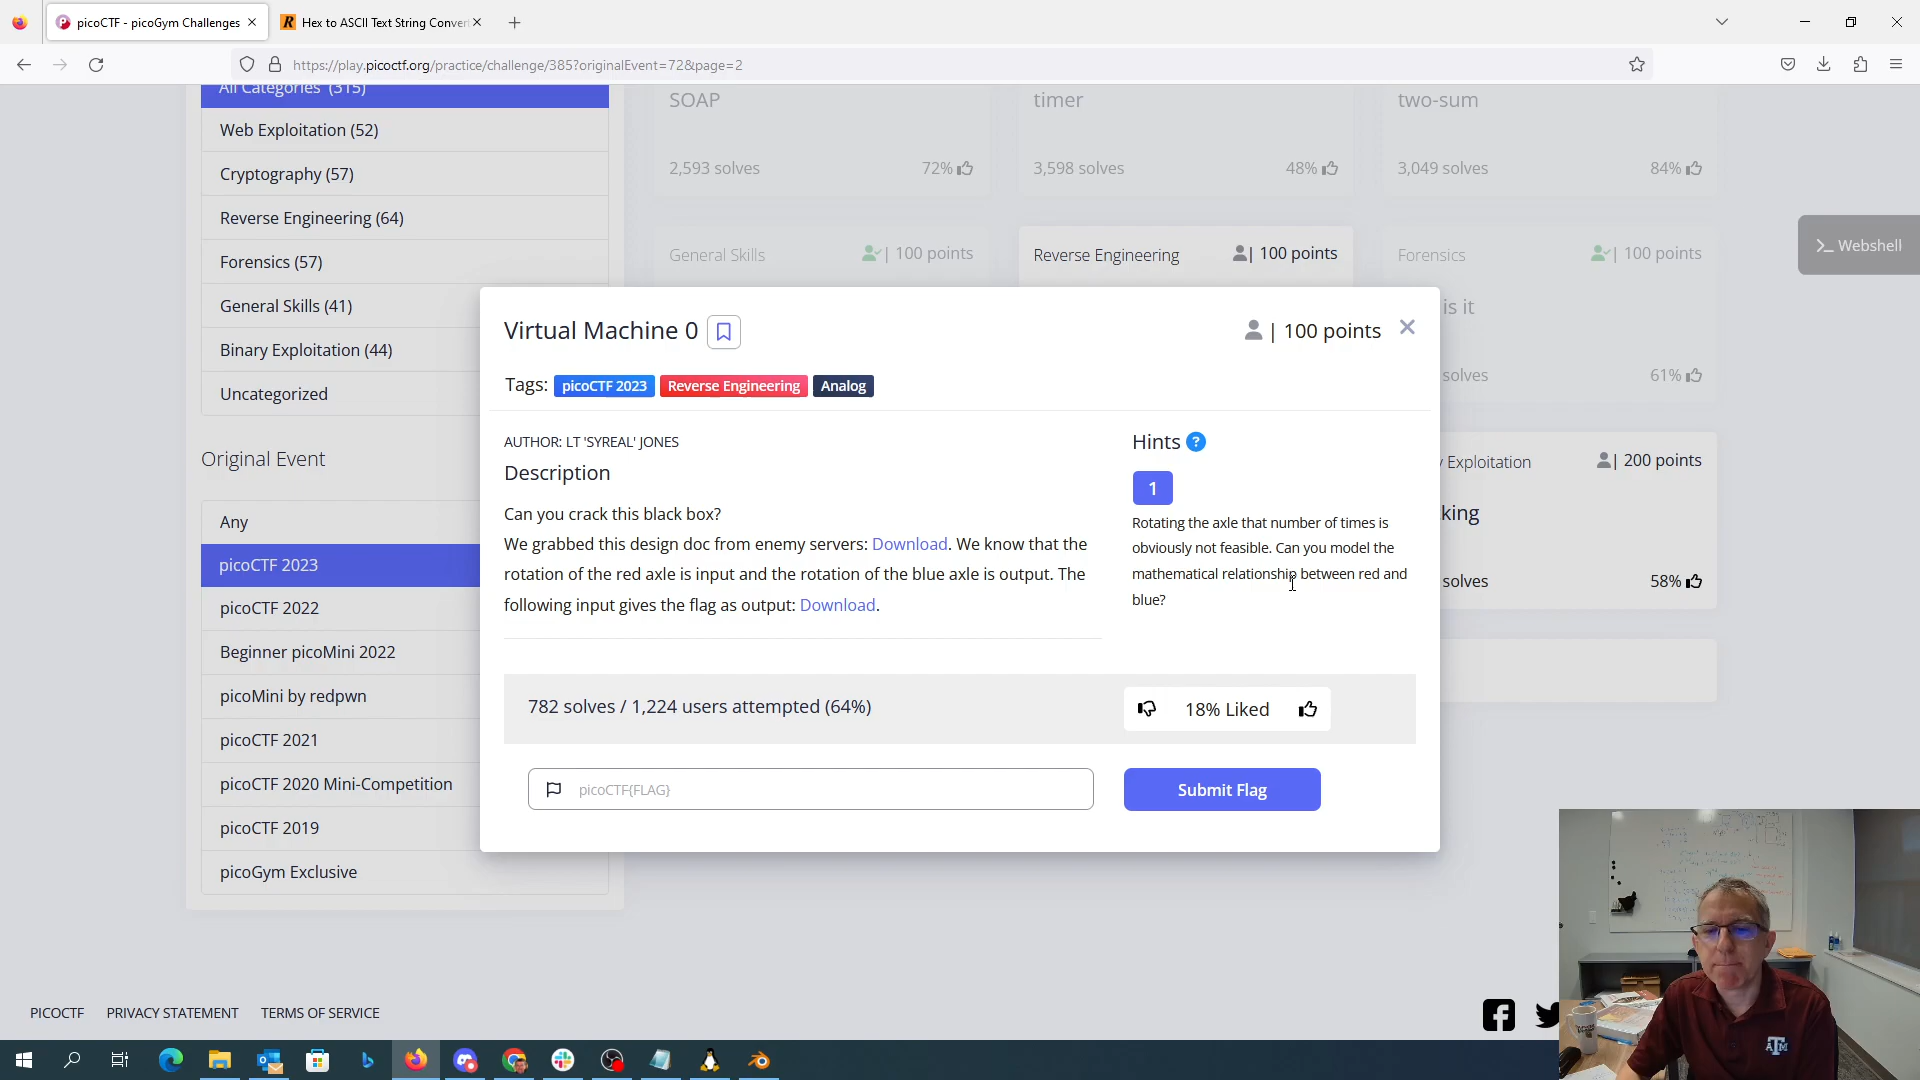 picoCTF - picoGym Challenges
Hex to ASCII Text String Conver
https://play.picoctf.org/practice/challenge/385?originalEvent=72&page=2
All Categories (315)
Web Exploitation (52)
Cryptography (57)
Reverse Engineering (64)
Forensics (57)
General Skills (41)
Binary Exploitation (44)
Uncategorized
Original Event
Any
picoCTF 2023
picoCTF 2022
Beginner picoMini 2022
picoMini by redpwn
picoCTF 2021
picoCTF 2020 Mini-Competition
picoCTF 2019
picoGym Exclusive
SOAP
2,593 solves
72%
timer
3,598 solves
48%
two-sum
3,049 solves
84%
General Skills
| 100 points
Reverse Engineering
| 100 points
Forensics
| 100 points
is it
solves
61%
y Exploitation
| 200 points
king
solves
58%
>_ Webshell
Virtual Machine 0
| 100 points
Tags: picoCTF 2023 Reverse Engineering Analog
AUTHOR: LT 'SYREAL' JONES
Description
Can you crack this black box?
We grabbed this design doc from enemy servers: Download. We know that the
rotation of the red axle is input and the rotation of the blue axle is output. The
following input gives the flag as output: Download.
Hints ?
1
Rotating the axle that number of times is
obviously not feasible. Can you model the
mathematical relationship between red and
blue?
782 solves / 1,224 users attempted (64%)
18% Liked
picoCTF{FLAG}
Submit Flag
PICOCTF
PRIVACY STATEMENT
TERMS OF SERVICE
ATM